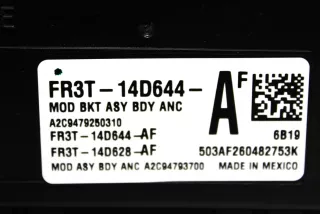 FR3T-14D644- A F
MOD BKT ASY BDY ANC
A2C9479250310
FR3T-14D644-AF 6B19
FR3T-14D628-AF 503AF260482753K
MOD ASY BDY ANC A2C94793700 MADE IN MEXICO